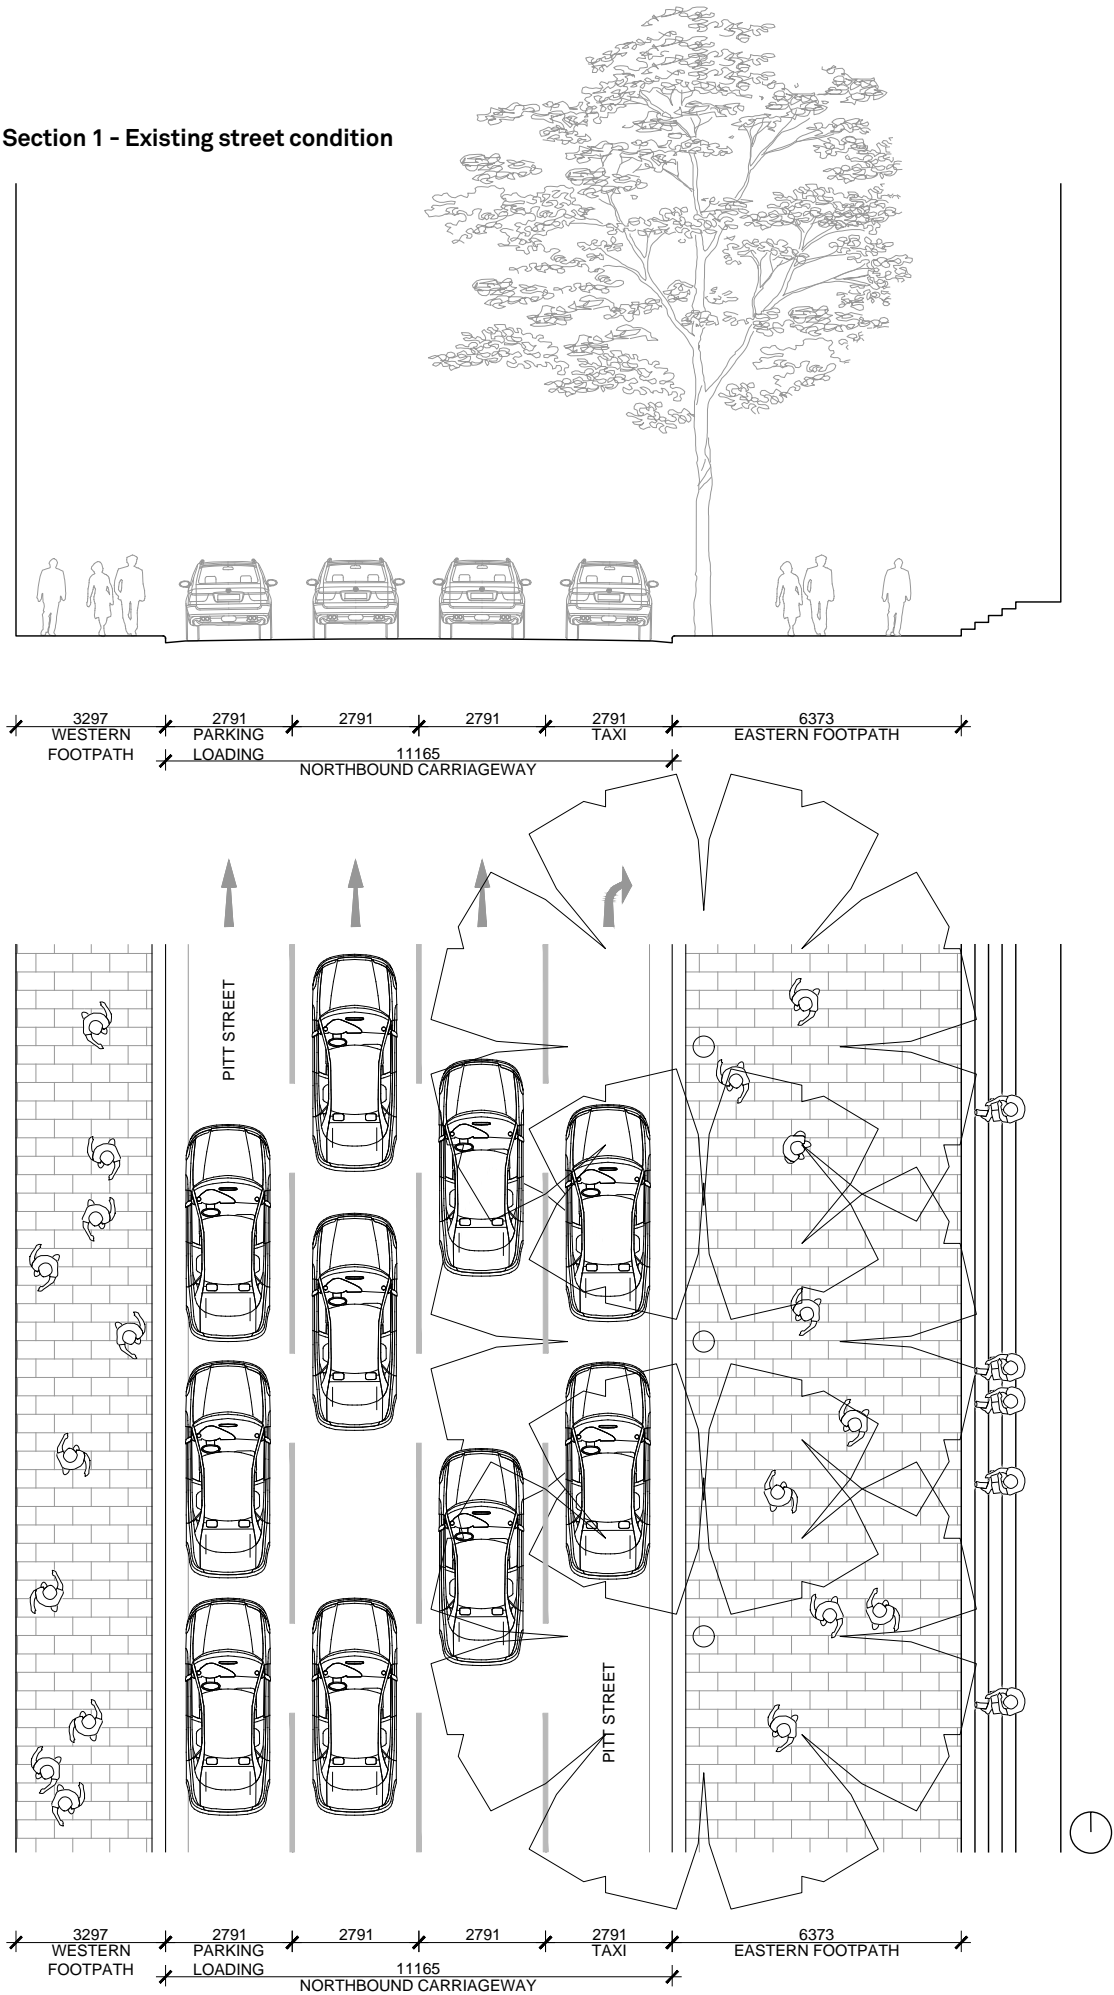 Section 1 - Existing street condition
3297 2791 2791 2791 2791 6373
WESTERN PARKING TAXI EASTERN FOOTPATH
FOOTPATH LOADING 11165
NORTHBOUND CARRIAGEWAY
PITT STREET
PITT STREET
3297 2791 2791 2791 2791 6373
WESTERN PARKING TAXI EASTERN FOOTPATH
FOOTPATH LOADING 11165
NORTHBOUND CARRIAGEWAY